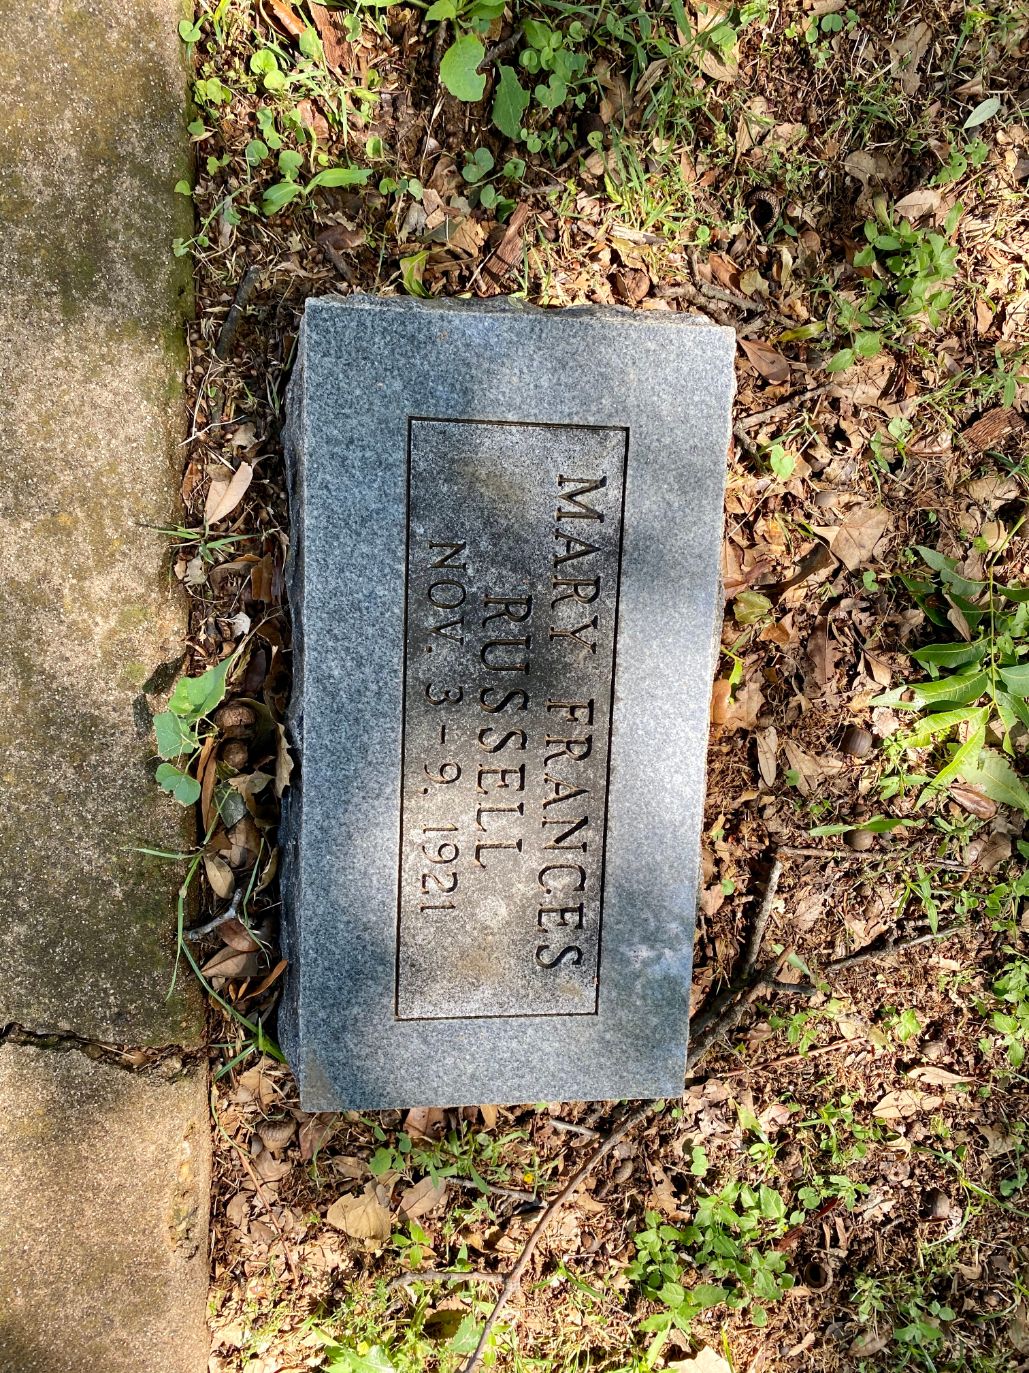 MARY FRANCES
RUSSELL
NOV. 3-9, 1921